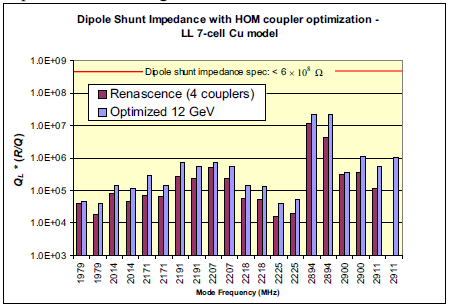 Dipole Shunt Impedance with HOM coupler optimization -
LL 7-cell Cu model
1.0E+09
1.0E+08
1.0E+07
1.0E+06
1.0E+05
1.0E+04
1.0E+03
Dipole shunt impedance spec: < 6 × 10⁸ Ω
Renascence (4 couplers)
Optimized 12 GeV
Q_L * (R/Q)
1979 1979 2014 2014 2171 2171 2191 2191 2207 2207 2218 2218 2225 2225 2894 2894 2900 2900 2911 2911
Mode Frequency (MHz)